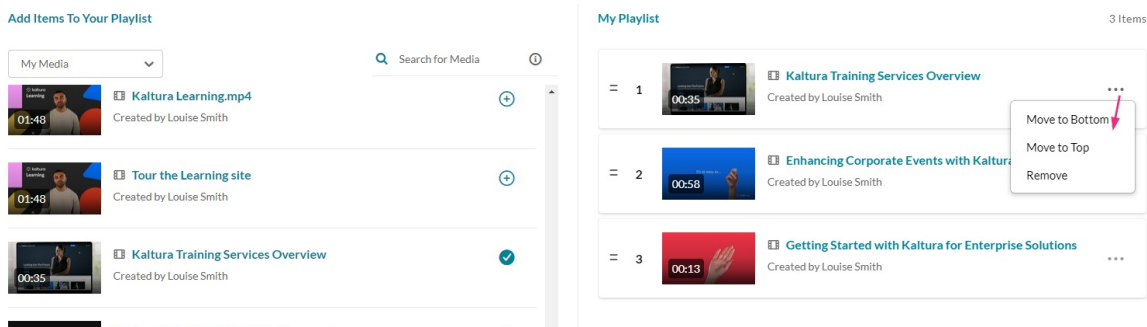 Add Items To Your Playlist
My Media
Search for Media
kaltura
Learning
01:48
Kaltura Learning.mp4
Created by Louise Smith
kaltura
Learning
01:48
Tour the Learning site
Created by Louise Smith
00:35
Kaltura Training Services Overview
Created by Louise Smith
My Playlist
3 Items
1
00:35
Kaltura Training Services Overview
Created by Louise Smith
Move to Bottom
Move to Top
Remove
2
00:58
Enhancing Corporate Events with Kaltura
Created by Louise Smith
3
00:13
Getting Started with Kaltura for Enterprise Solutions
Created by Louise Smith